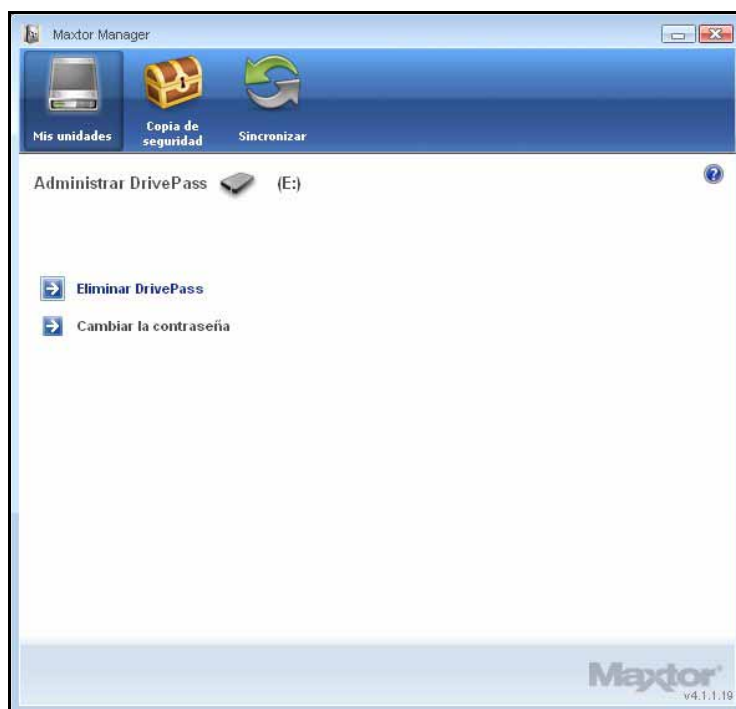 Maxtor Manager
Mis unidades
Copia de
seguridad
Sincronizar
Administrar DrivePass (E:)
?
Eliminar DrivePass
Cambiar la contraseña
Maxtor
v4.1.1.19